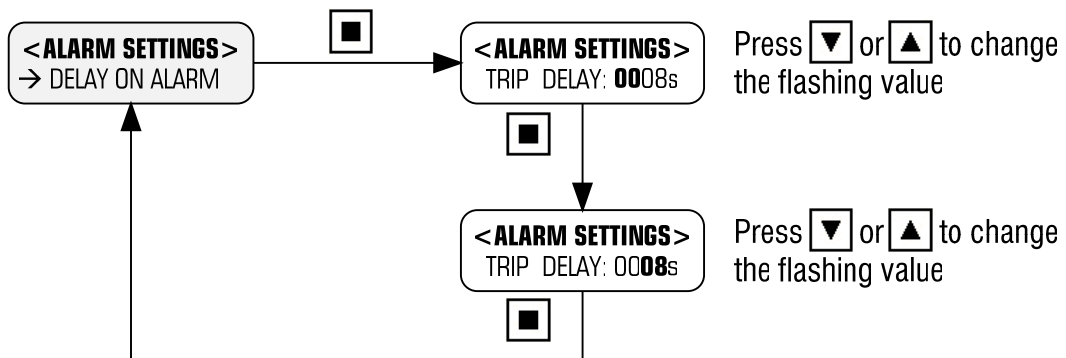 <ALARM SETTINGS>
→ DELAY ON ALARM
<ALARM SETTINGS>
TRIP DELAY: 0008s
Press ▼ or ▲ to change
the flashing value
<ALARM SETTINGS>
TRIP DELAY: 0008s
Press ▼ or ▲ to change
the flashing value